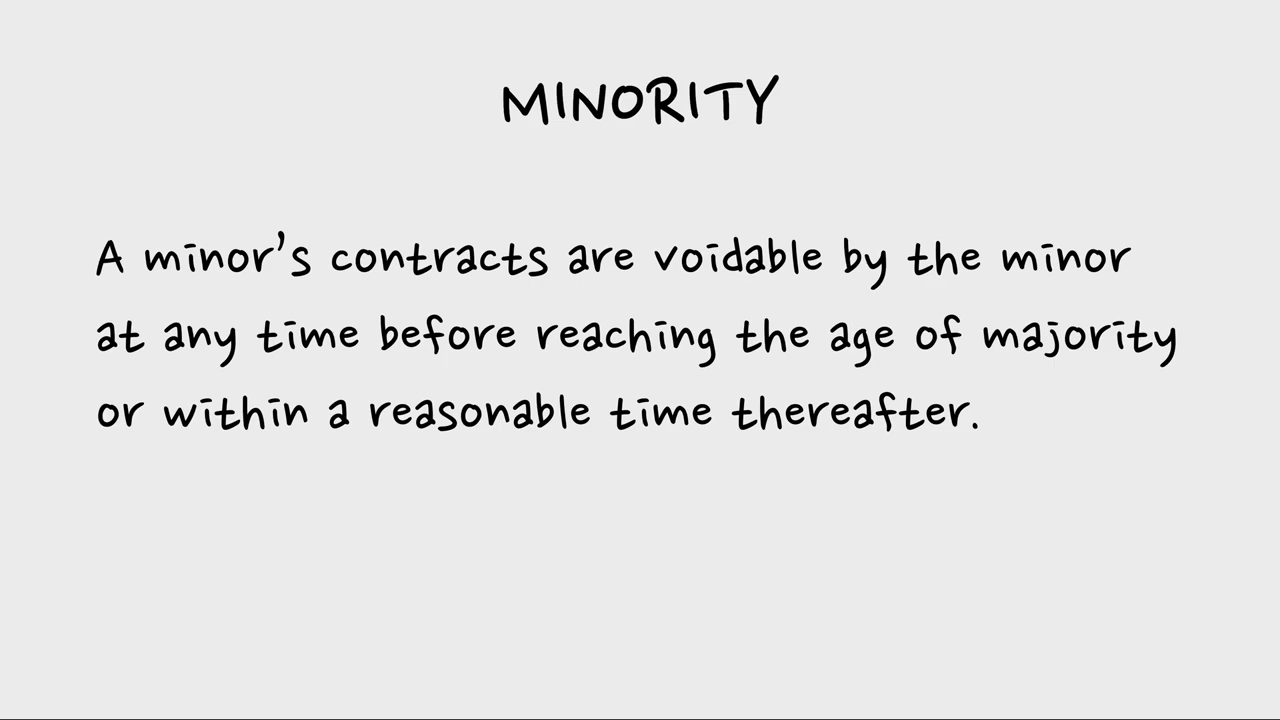 MINORITY
A minor's contracts are voidable by the minor
at any time before reaching the age of majority
or within a reasonable time thereafter.